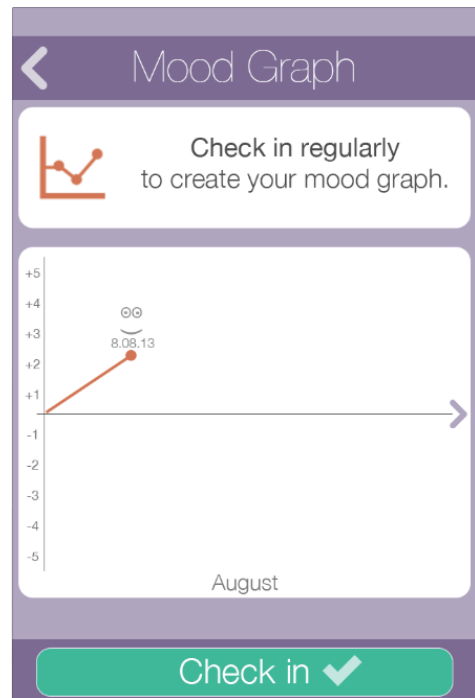 Mood Graph
Check in regularly
to create your mood graph.
+5
+4
+3
8.08.13
+2
+1
-1
-2
-3
-4
-5
August
Check in